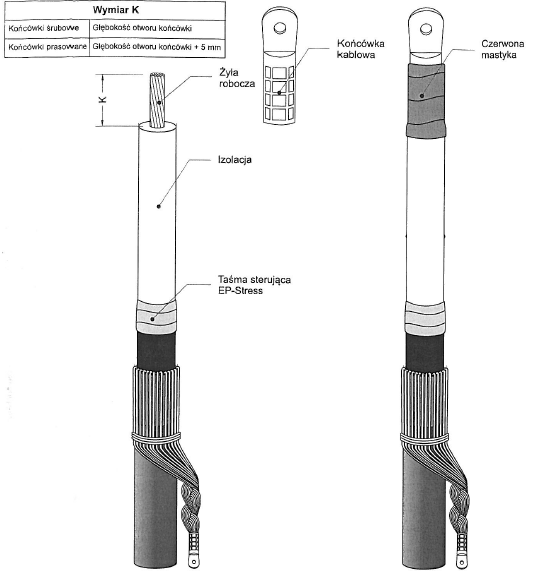 Wymiar K
Końcówki śrubowe Głębokość otworu końcówki
Końcówki prasowane Głębokość otworu końcówki + 5 mm
K
Żyła
robocza
Końcówka
kablowa
Czerwona
mastyka
Izolacja
Taśma sterująca
EP-Stress